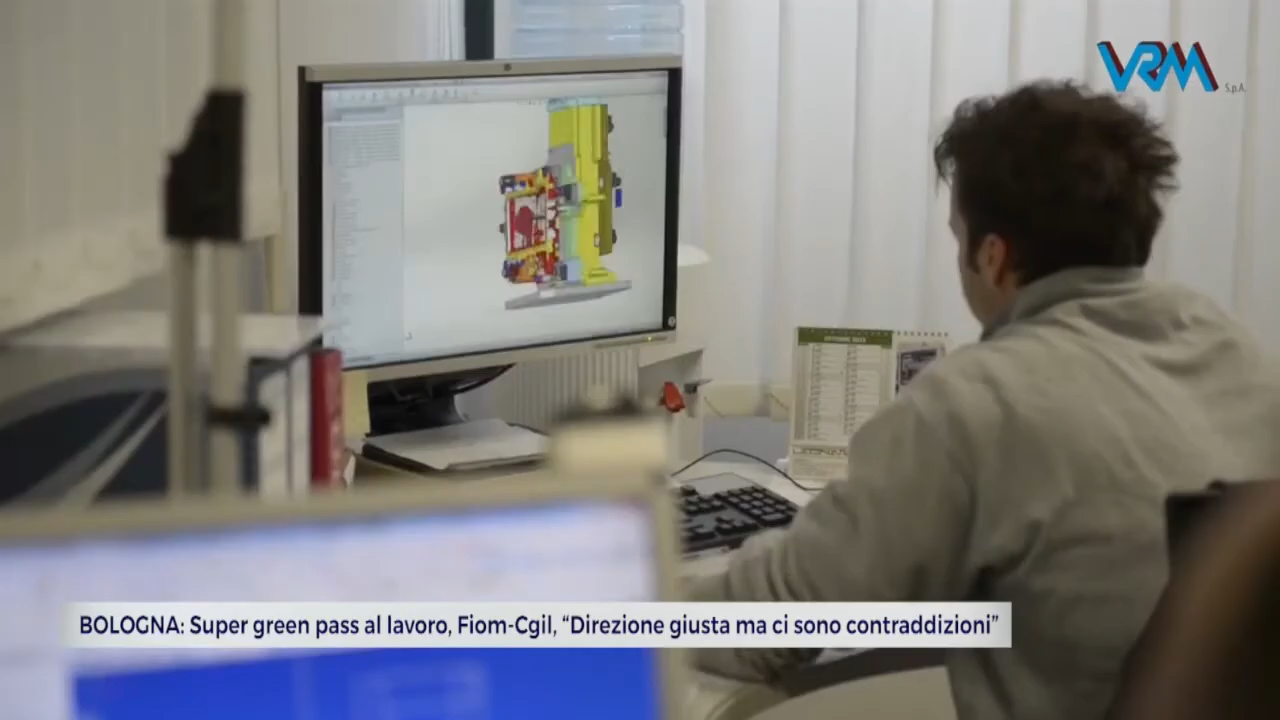 VRM
S.p.A.
BOLOGNA: Super green pass al lavoro, Fiom-Cgil, “Direzione giusta ma ci sono contraddizioni”